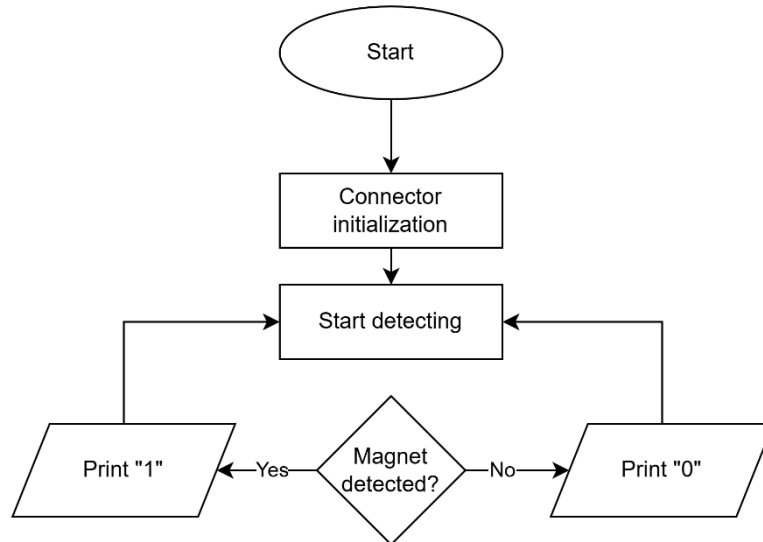 Start
Connector
initialization
Start detecting
Print "1"
Yes
Magnet
detected?
No
Print "0"